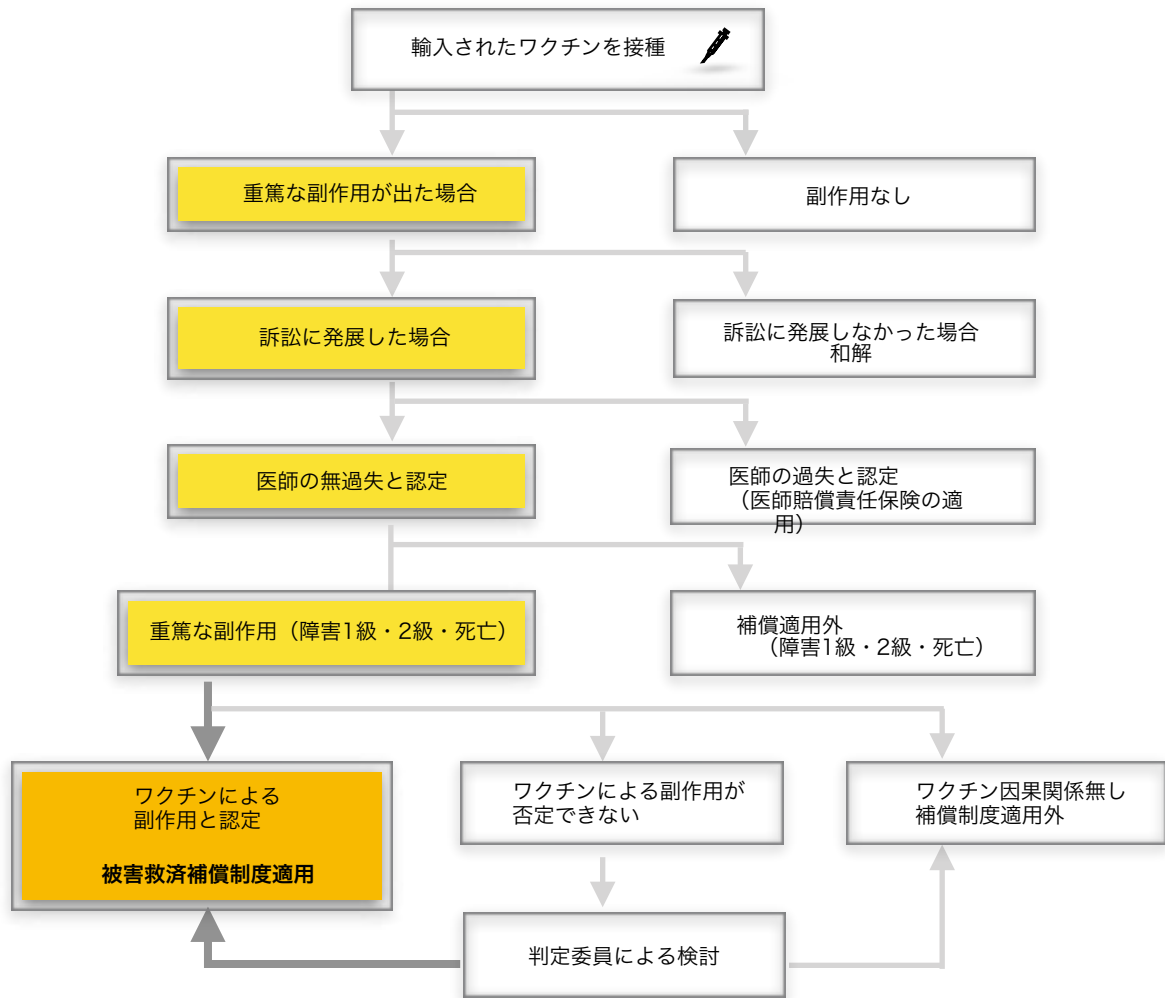 輸入されたワクチンを接種
重篤な副作用が出た場合
副作用なし
訴訟に発展した場合
訴訟に発展しなかった場合
和解
医師の無過失と認定
医師の過失と認定
（医師賠償責任保険の適
用）
重篤な副作用（障害1級・2級・死亡）
補償適用外
（障害1級・2級・死亡）
ワクチンによる
副作用と認定
被害救済補償制度適用
ワクチンによる副作用が
否定できない
ワクチン因果関係無し
補償制度適用外
判定委員による検討